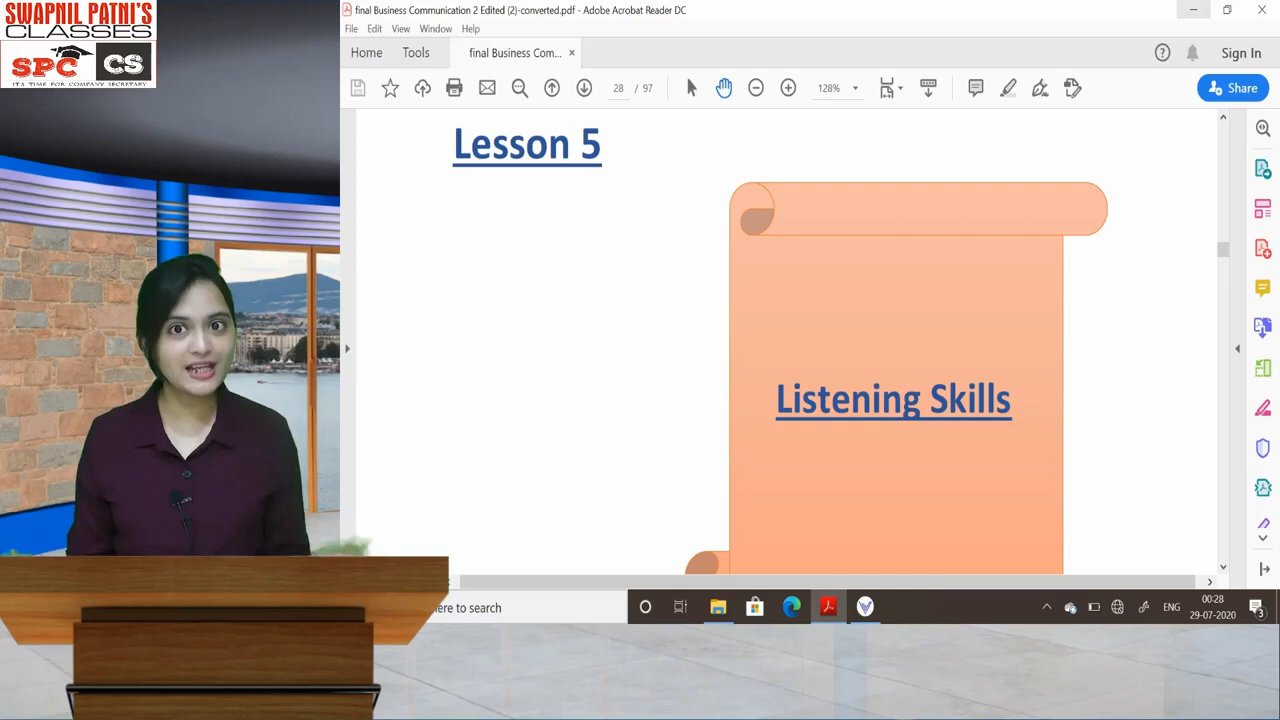 SWAPNIL PATNI'S
CLASSES
SPC CS
IT'S TIME FOR COMPANY SECRETARY
final Business Communication 2 Edited (2)-converted.pdf - Adobe Acrobat Reader DC
File Edit View Window Help
Home Tools final Business Com... × Sign In
28 / 97 128% Share
Lesson 5
Listening Skills
ere to search
ENG
00:28
29-07-2020
3